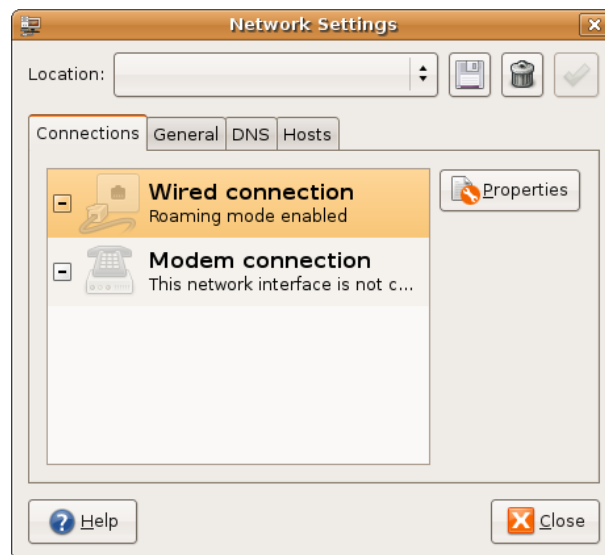 Network Settings
Location:
Connections General DNS Hosts
Wired connection
Roaming mode enabled
Properties
Modem connection
This network interface is not c...
Help
Close